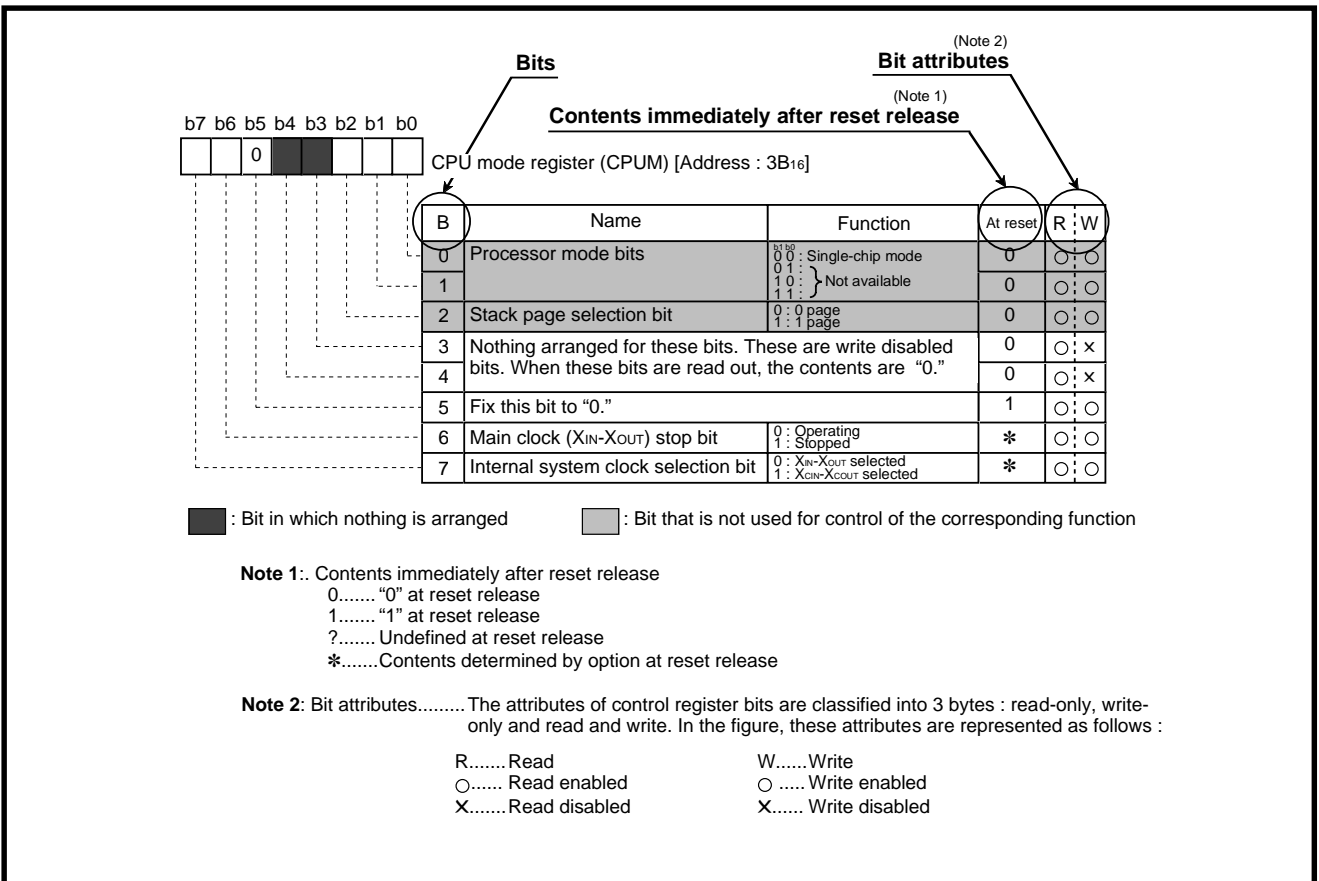 (Note 2)
Bits
Bit attributes
(Note 1)
Contents immediately after reset release
b7 b6 b5 b4 b3 b2 b1 b0
0
CPU mode register (CPUM) [Address : 3B16]
B Name Function At reset R W
0 Processor mode bits b1 b0 0 0 : Single-chip mode 0 ○ ○
0 1 :
1 1 0 : } Not available 0 ○ ○
1 1 :
2 Stack page selection bit 0 : 0 page 0 ○ ○
1 : 1 page
3 Nothing arranged for these bits. These are write disabled 0 ○ ×
4 bits. When these bits are read out, the contents are “0.” 0 ○ ×
5 Fix this bit to “0.” 1 ○ ○
6 Main clock (XIN-XOUT) stop bit 0 : Operating ✻ ○ ○
1 : Stopped
7 Internal system clock selection bit 0 : XIN-XOUT selected ✻ ○ ○
1 : XCIN-XCOUT selected
: Bit in which nothing is arranged : Bit that is not used for control of the corresponding function
Note 1:. Contents immediately after reset release
0....... “0” at reset release
1....... “1” at reset release
?....... Undefined at reset release
✻.......Contents determined by option at reset release
Note 2: Bit attributes......... The attributes of control register bits are classified into 3 bytes : read-only, write-
only and read and write. In the figure, these attributes are represented as follows :
R.......Read W......Write
○...... Read enabled ○ ..... Write enabled
×.......Read disabled ×...... Write disabled